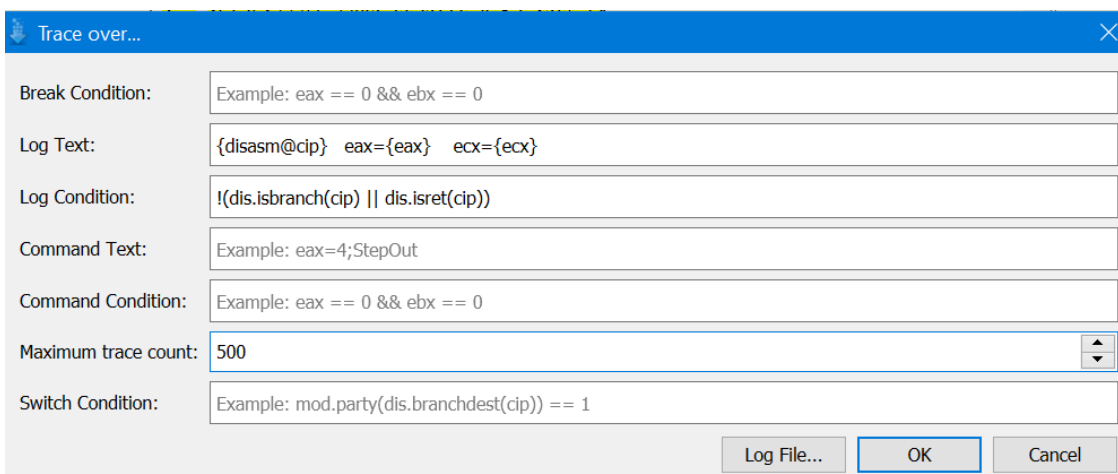 Trace over...
Break Condition: Example: eax == 0 && ebx == 0
Log Text: {disasm@cip}   eax={eax}    ecx={ecx}
Log Condition: !(dis.isbranch(cip) || dis.isret(cip))
Command Text: Example: eax=4;StepOut
Command Condition: Example: eax == 0 && ebx == 0
Maximum trace count: 500
Switch Condition: Example: mod.party(dis.branchdest(cip)) == 1
Log File... OK Cancel